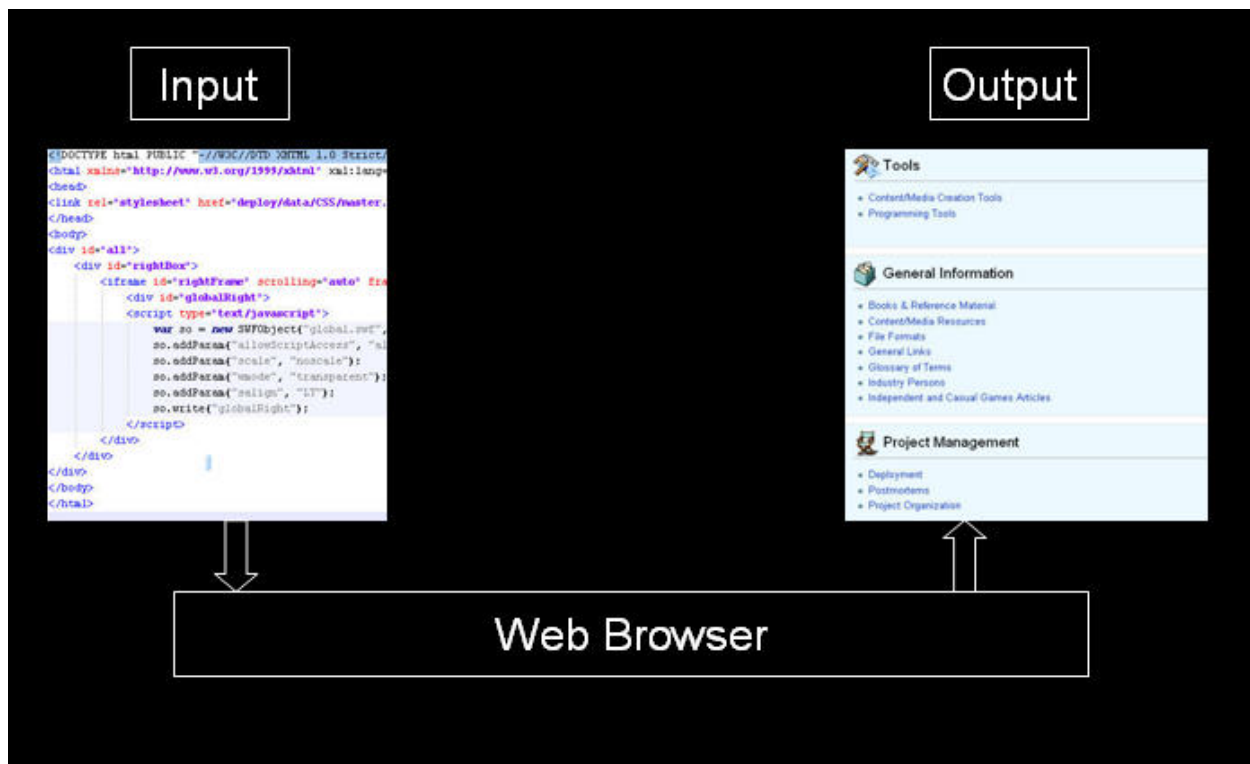 Input
Output
<!DOCTYPE html PUBLIC "-//W3C//DTD XHTML 1.0 Strict/
<html xmlns="http://www.w3.org/1999/xhtml" xml:lang=
<head>
<link rel="stylesheet" href="deploy/data/CSS/master.
</head>
<body>
<div id="all">
<div id="rightBox">
<iframe id="rightFrame" scrolling="auto" fra
<div id="globalRight">
<script type="text/javascript">
var so = new SWFObject("global.swf",
so.addParam("allowScriptAccess", "al
so.addParam("scale", "noscale");
so.addParam("wmode", "transparent");
so.addParam("salign", "LT");
so.write("globalRight");
</script>
</div>
</div>
</div>
</body>
</html>
Tools
Content/Media Creation Tools
Programming Tools
General Information
Books & Reference Material
Content/Media Resources
File Formats
General Links
Glossary of Terms
Industry Persons
Independent and Casual Games Articles
Project Management
Deployment
Postmortems
Project Organization
Web Browser